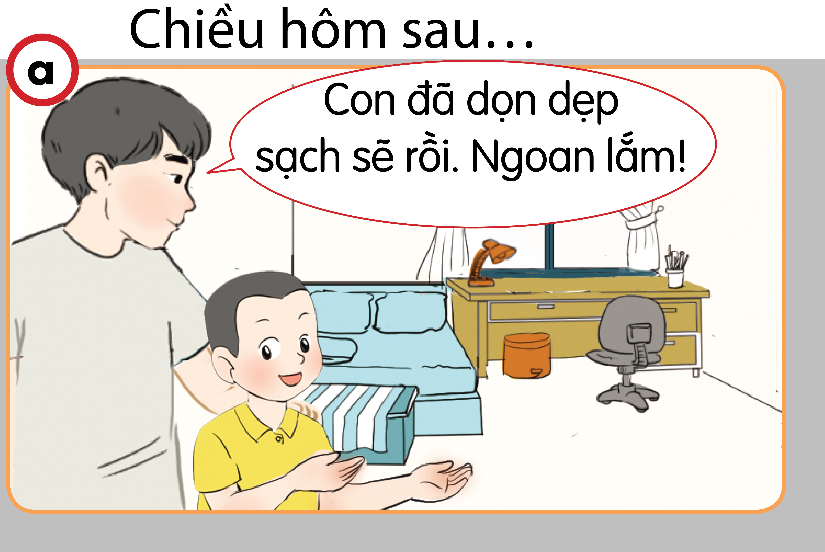 Chiều hôm sau...
a
Con đã dọn dẹp
sạch sẽ rồi. Ngoan lắm!